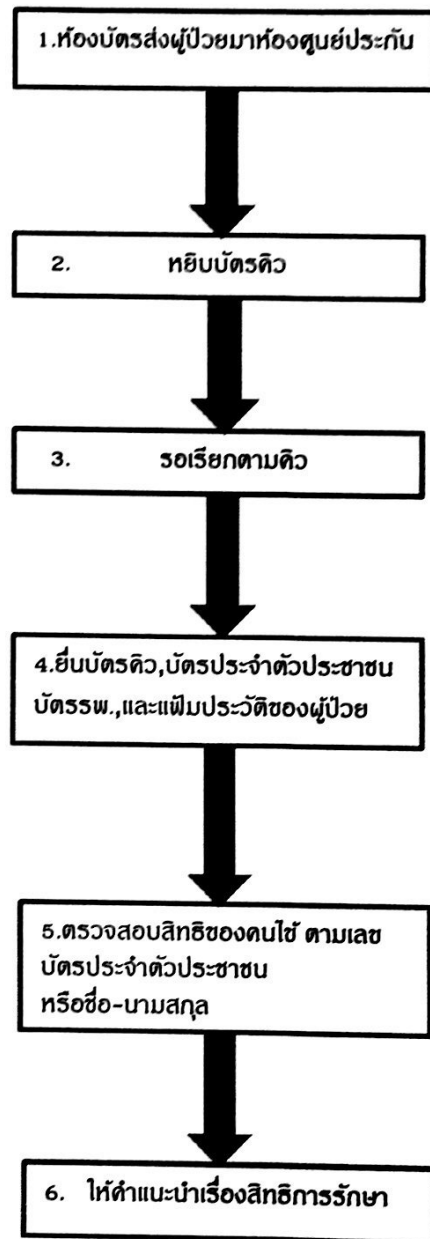 1.ห้องบัตรส่งผู้ป่วยมาห้องศูนย์ประกัน
2. หยิบบัตรคิว
3. รอเรียกตามคิว
4.ยื่นบัตรคิว,บัตรประจำตัวประชาชน
บัตรรพ.,และแฟ้มประวัติของผู้ป่วย
5.ตรวจสอบสิทธิของคนไข้ ตามเลข
บัตรประจำตัวประชาชน
หรือชื่อ-นามสกุล
6. ให้คำแนะนำเรื่องสิทธิการรักษา